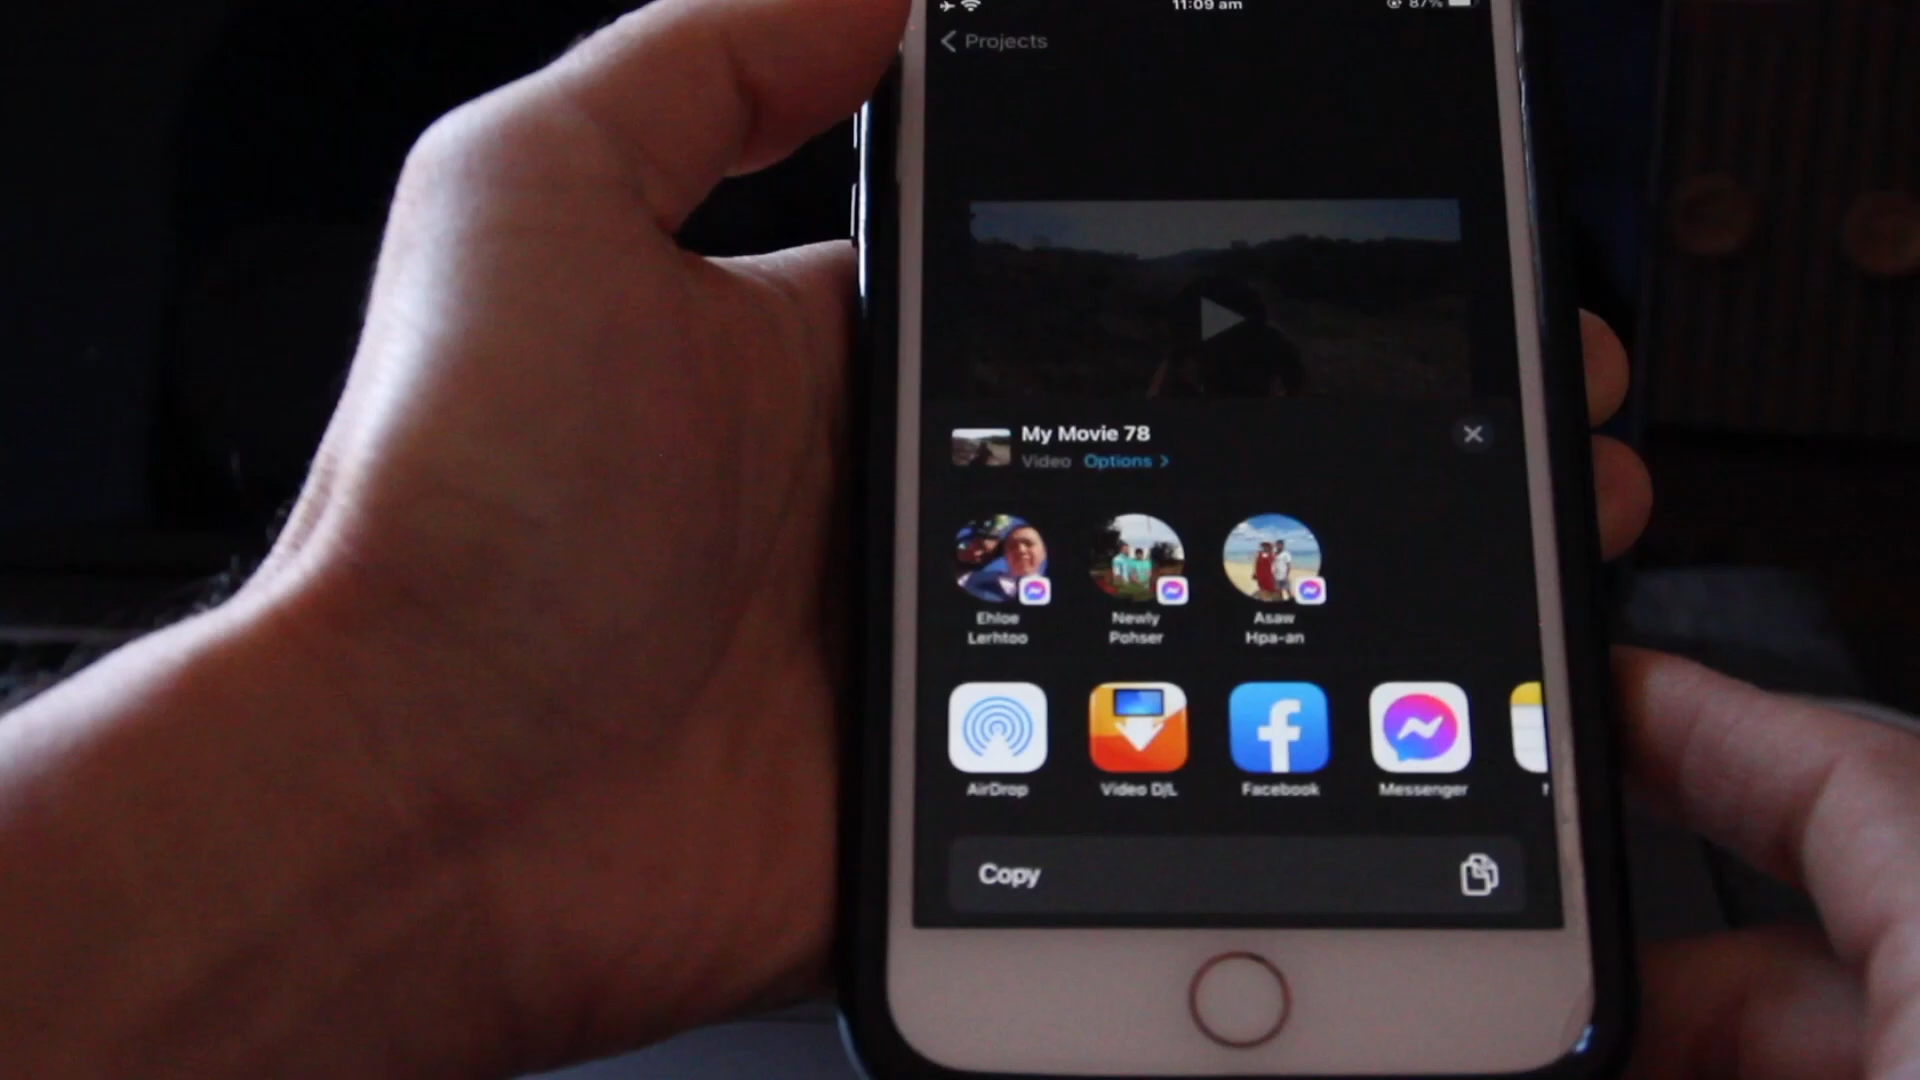 11:09 am
87%
Projects
My Movie 78
Video Options >
Ehloe
Lerhtoo
Newly
Pohser
Asaw
Hpa-an
AirDrop
Video D/L
Facebook
Messenger
Copy